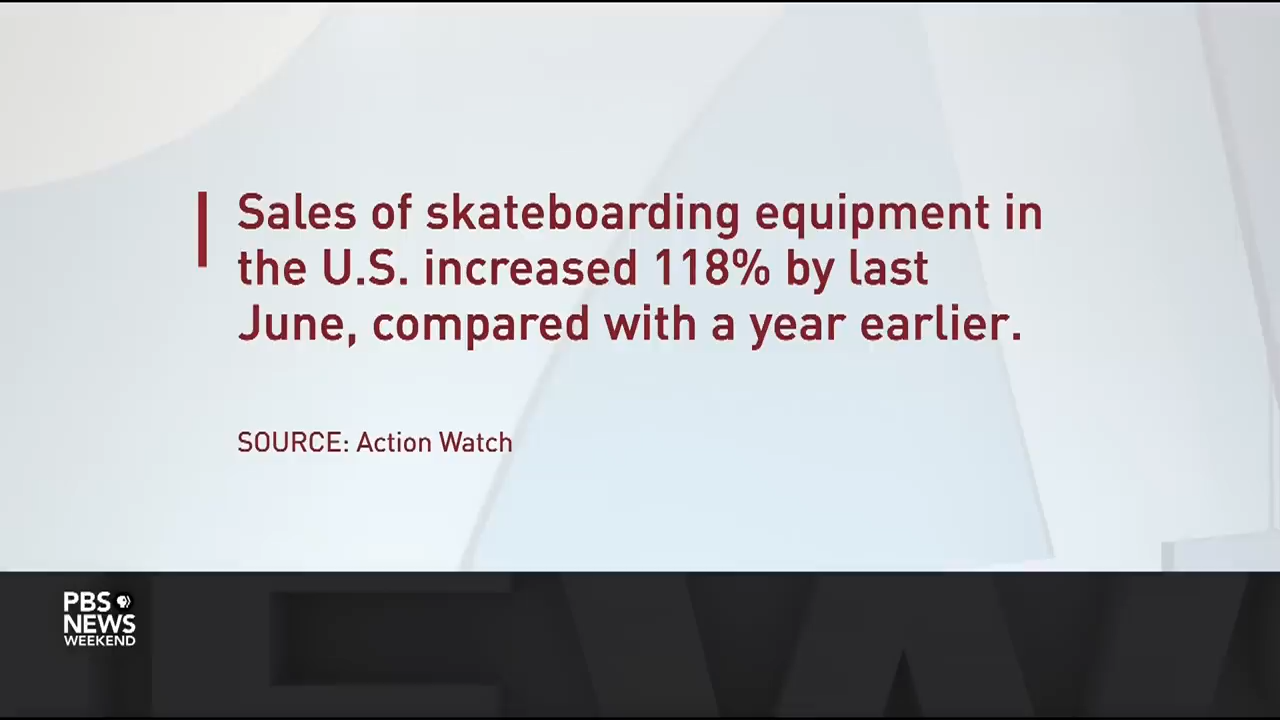 Sales of skateboarding equipment in
the U.S. increased 118% by last
June, compared with a year earlier.
SOURCE: Action Watch
PBS
NEWS
WEEKEND